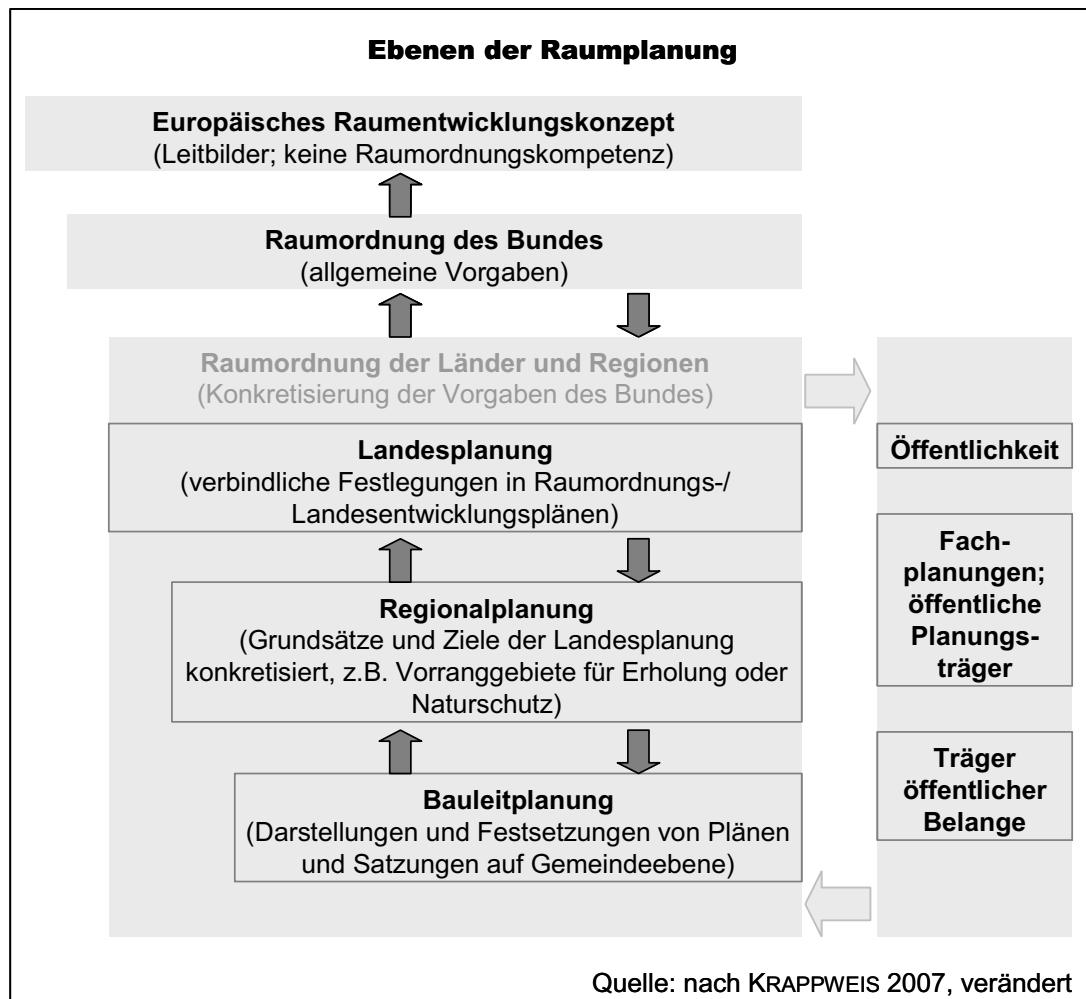 Ebenen der Raumplanung
Europäisches Raumentwicklungskonzept
(Leitbilder; keine Raumordnungskompetenz)
Raumordnung des Bundes
(allgemeine Vorgaben)
Raumordnung der Länder und Regionen
(Konkretisierung der Vorgaben des Bundes)
Landesplanung
(verbindliche Festlegungen in Raumordnungs-/
Landesentwicklungsplänen)
Regionalplanung
(Grundsätze und Ziele der Landesplanung
konkretisiert, z.B. Vorranggebiete für Erholung oder
Naturschutz)
Bauleitplanung
(Darstellungen und Festsetzungen von Plänen
und Satzungen auf Gemeindeebene)
Öffentlichkeit
Fach-
planungen;
öffentliche
Planungs-
träger
Träger
öffentlicher
Belange
Quelle: nach KRAPPWEIS 2007, verändert